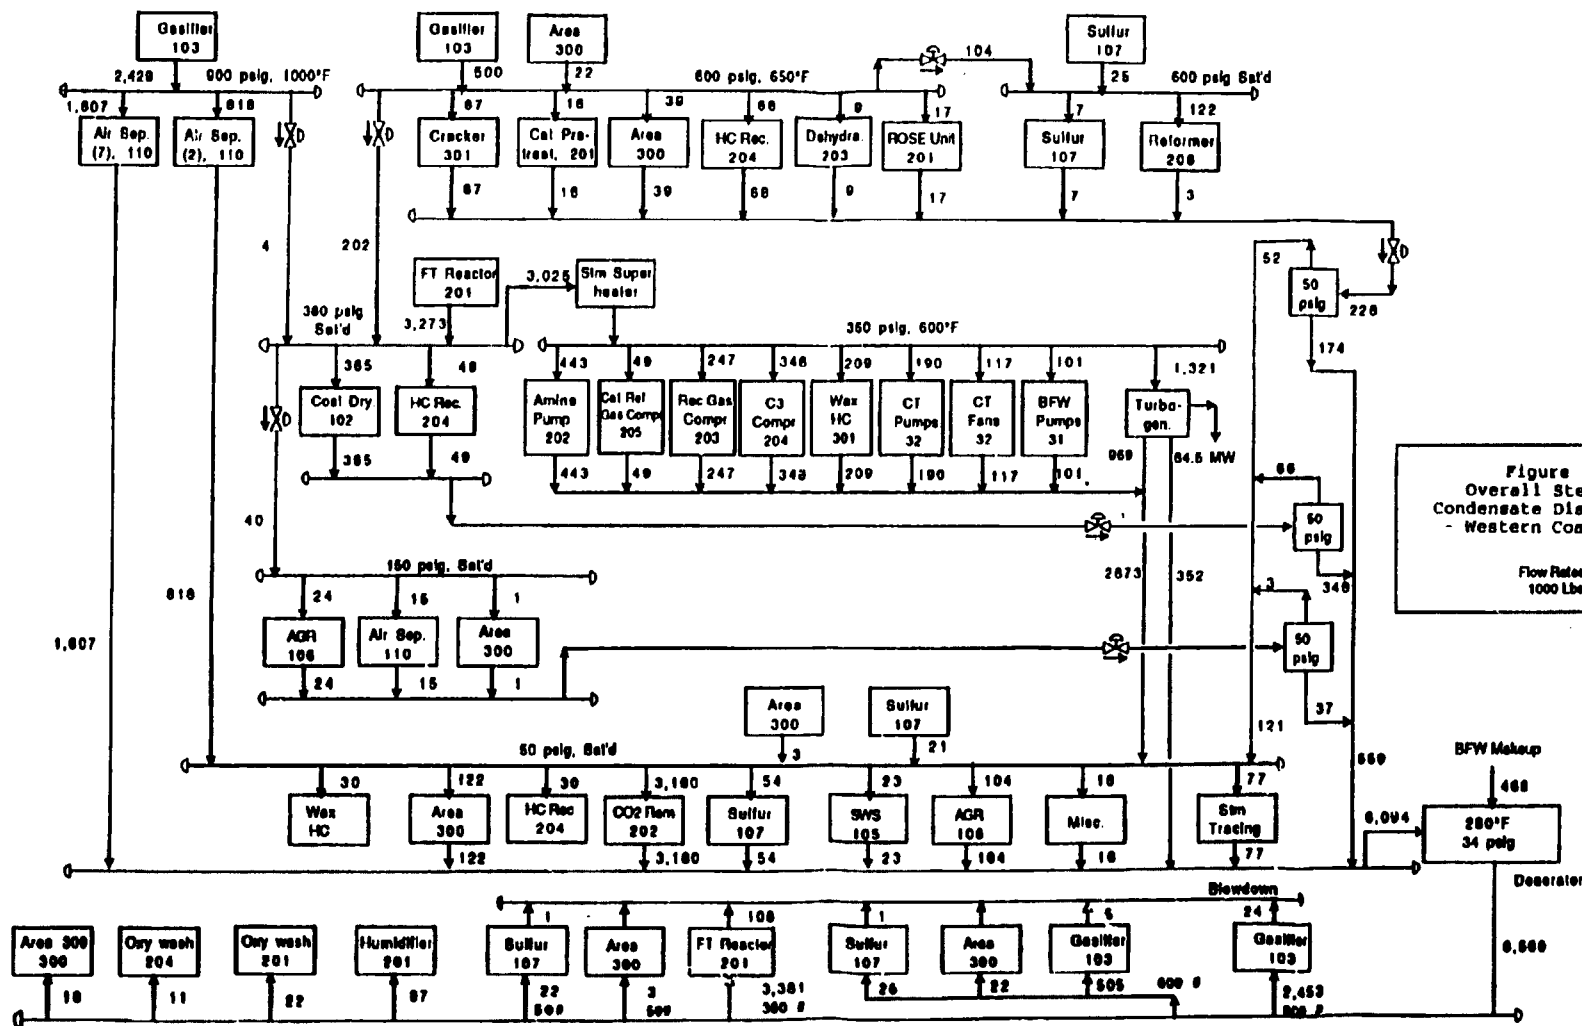 Gasifier
103
Gasifier
103
Area
300
Sulfur
107
2,429
900 psig, 1000°F
500
22
600 psig, 650°F
104
25
600 psig Sat'd
1,607
818
67
16
39
66
9
17
7
122
Air Sep.
(7), 110
Air Sep.
(2), 110
Cracker
301
Cat Pre-
treat, 201
Area
300
HC Rec.
204
Dehydra.
203
ROSE Unit
201
Sulfur
107
Reformer
206
67
16
39
68
9
17
7
3
4
202
FT Reactor
201
3,025
Stm Super
heater
52
50
psig
226
360 psig
Sat'd
3,273
350 psig, 600°F
174
365
48
443
49
247
346
209
190
117
101
1,321
Coal Dry.
102
HC Rec.
204
Amine
Pump
202
Cat Ref
Gas Compr
205
Rec Gas
Compr
203
C3
Compr
204
Wax
HC
301
CT
Pumps
32
CT
Fans
32
BFW
Pumps
31
Turbo-
gen.
365
49
443
49
247
343
209
190
117
101
969
64.5 MW
66
50
psig
Figure
Overall Ste
Condensate Dis
- Western Coa
Flow Rates
1000 Lbs
40
150 psig, Sat'd
2673
352
348
3
24
15
1
818
AGR
106
Air Sep.
110
Area
300
50
psig
1,607
24
15
1
37
Area
300
Sulfur
107
121
50 psig, Sat'd
3
21
559
BFW Makeup
468
30
122
30
3,160
54
23
104
16
77
Wax
HC
Area
300
HC Rec
204
CO2 Rem
202
Sulfur
107
SWS
105
AGR
106
Misc.
Stm
Tracing
6,094
280°F
34 psig
122
3,160
54
23
104
16
77
Deaerator
Blowdown
1
108
1
5
24
Area 300
300
Oxy wash
204
Oxy wash
201
Humidifier
201
Sulfur
107
Area
300
FT Reactor
201
Sulfur
107
Area
300
Gasifier
103
Gasifier
103
6,560
18
11
22
87
22
3
3,381
360 #
26
22
505
600 #
2,453
900 #